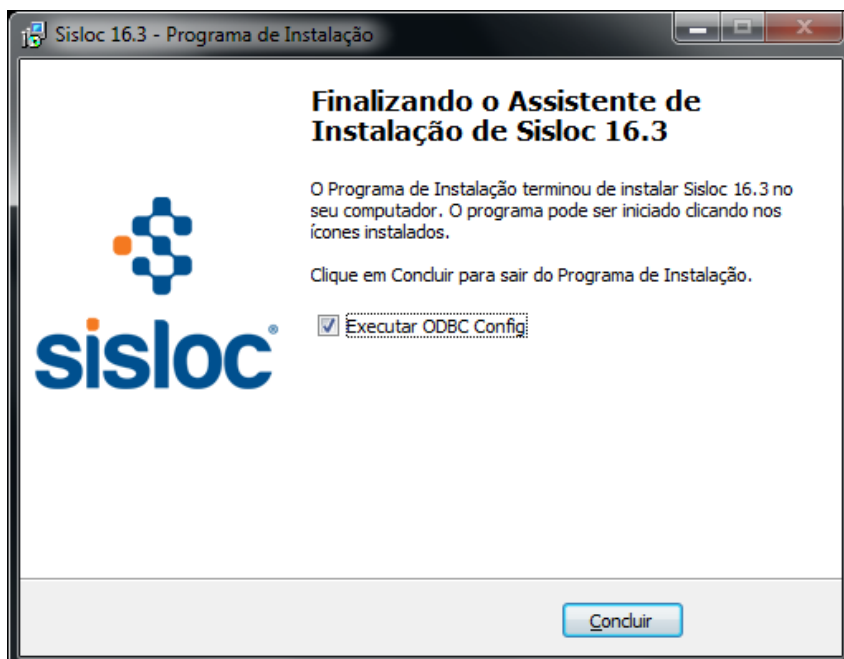 Sisloc 16.3 - Programa de Instalação
Finalizando o Assistente de
Instalação de Sisloc 16.3
O Programa de Instalação terminou de instalar Sisloc 16.3 no
seu computador. O programa pode ser iniciado clicando nos
ícones instalados.
Clique em Concluir para sair do Programa de Instalação.
Executar ODBC Config
sisloc®
Concluir